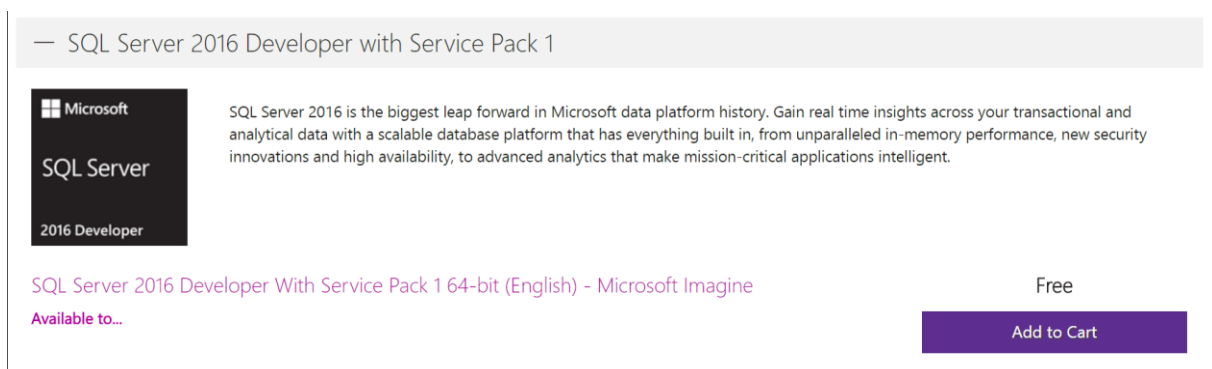 — SQL Server 2016 Developer with Service Pack 1
Microsoft
SQL Server
2016 Developer
SQL Server 2016 is the biggest leap forward in Microsoft data platform history. Gain real time insights across your transactional and
analytical data with a scalable database platform that has everything built in, from unparalleled in-memory performance, new security
innovations and high availability, to advanced analytics that make mission-critical applications intelligent.
SQL Server 2016 Developer With Service Pack 1 64-bit (English) - Microsoft Imagine
Available to...
Free
Add to Cart